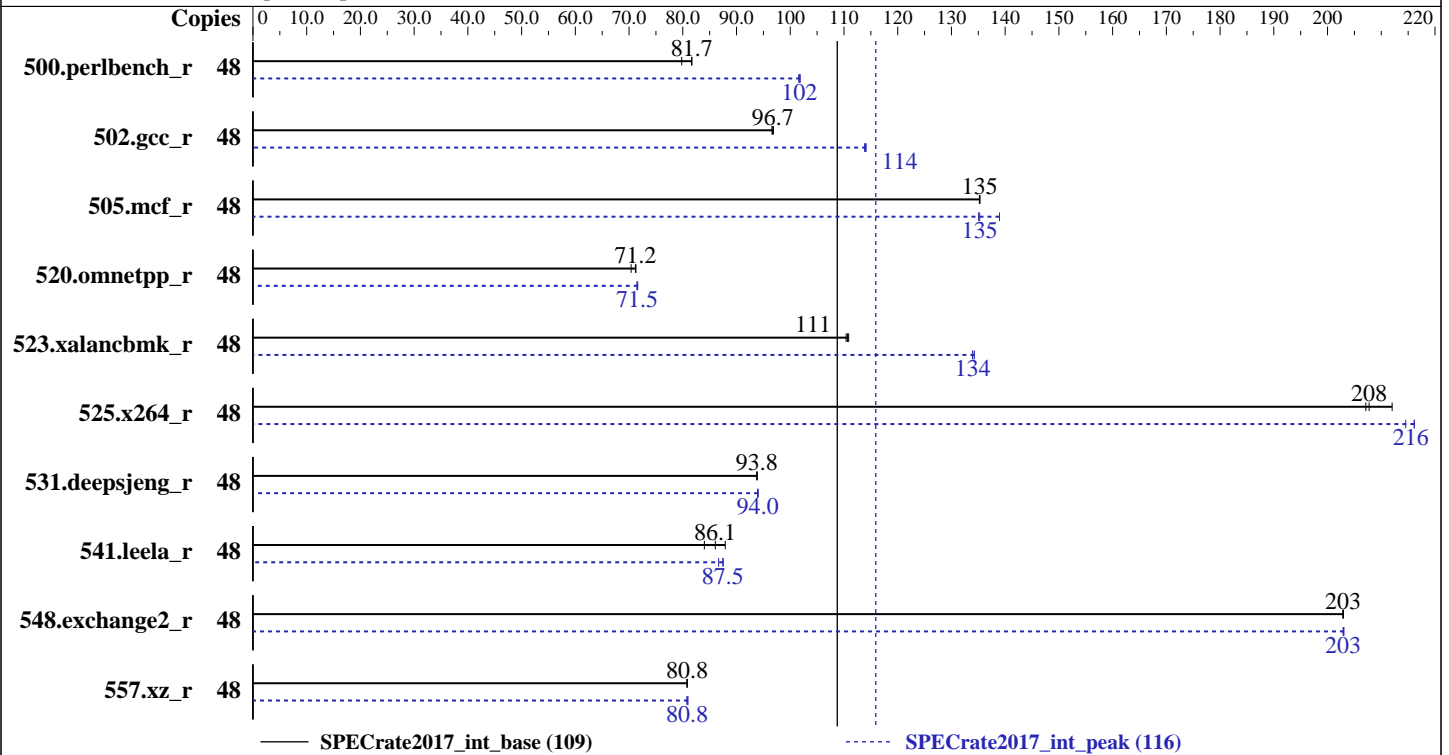 Copies 0 10.0 20.0 30.0 40.0 50.0 60.0 70.0 80.0 90.0 100 110 120 130 140 150 160 170 180 190 200 220
81.7
500.perlbench_r 48
102
96.7
502.gcc_r 48
114
135
505.mcf_r 48
135
71.2
520.omnetpp_r 48
71.5
111
523.xalancbmk_r 48
134
208
525.x264_r 48
216
93.8
531.deepsjeng_r 48
94.0
86.1
541.leela_r 48
87.5
203
548.exchange2_r 48
203
80.8
557.xz_r 48
80.8
SPECrate2017_int_base (109) SPECrate2017_int_peak (116)